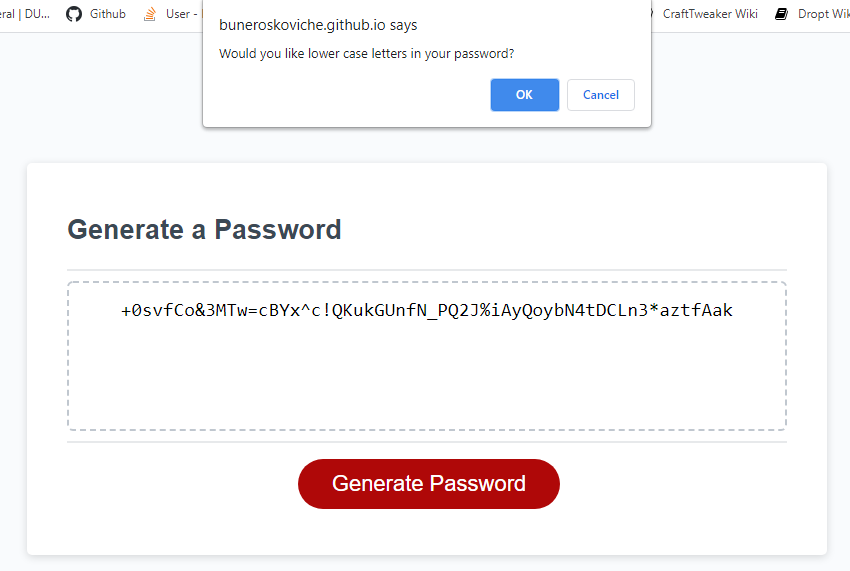 eral | DU... Github User - CraftTweaker Wiki Dropt Wik
buneroskoviche.github.io says
Would you like lower case letters in your password?
OK Cancel
Generate a Password
+0svfCo&3MTw=cBYx^c!QKukGUnfN_PQ2J%iAyQoybN4tDCLn3*aztfAak
Generate Password